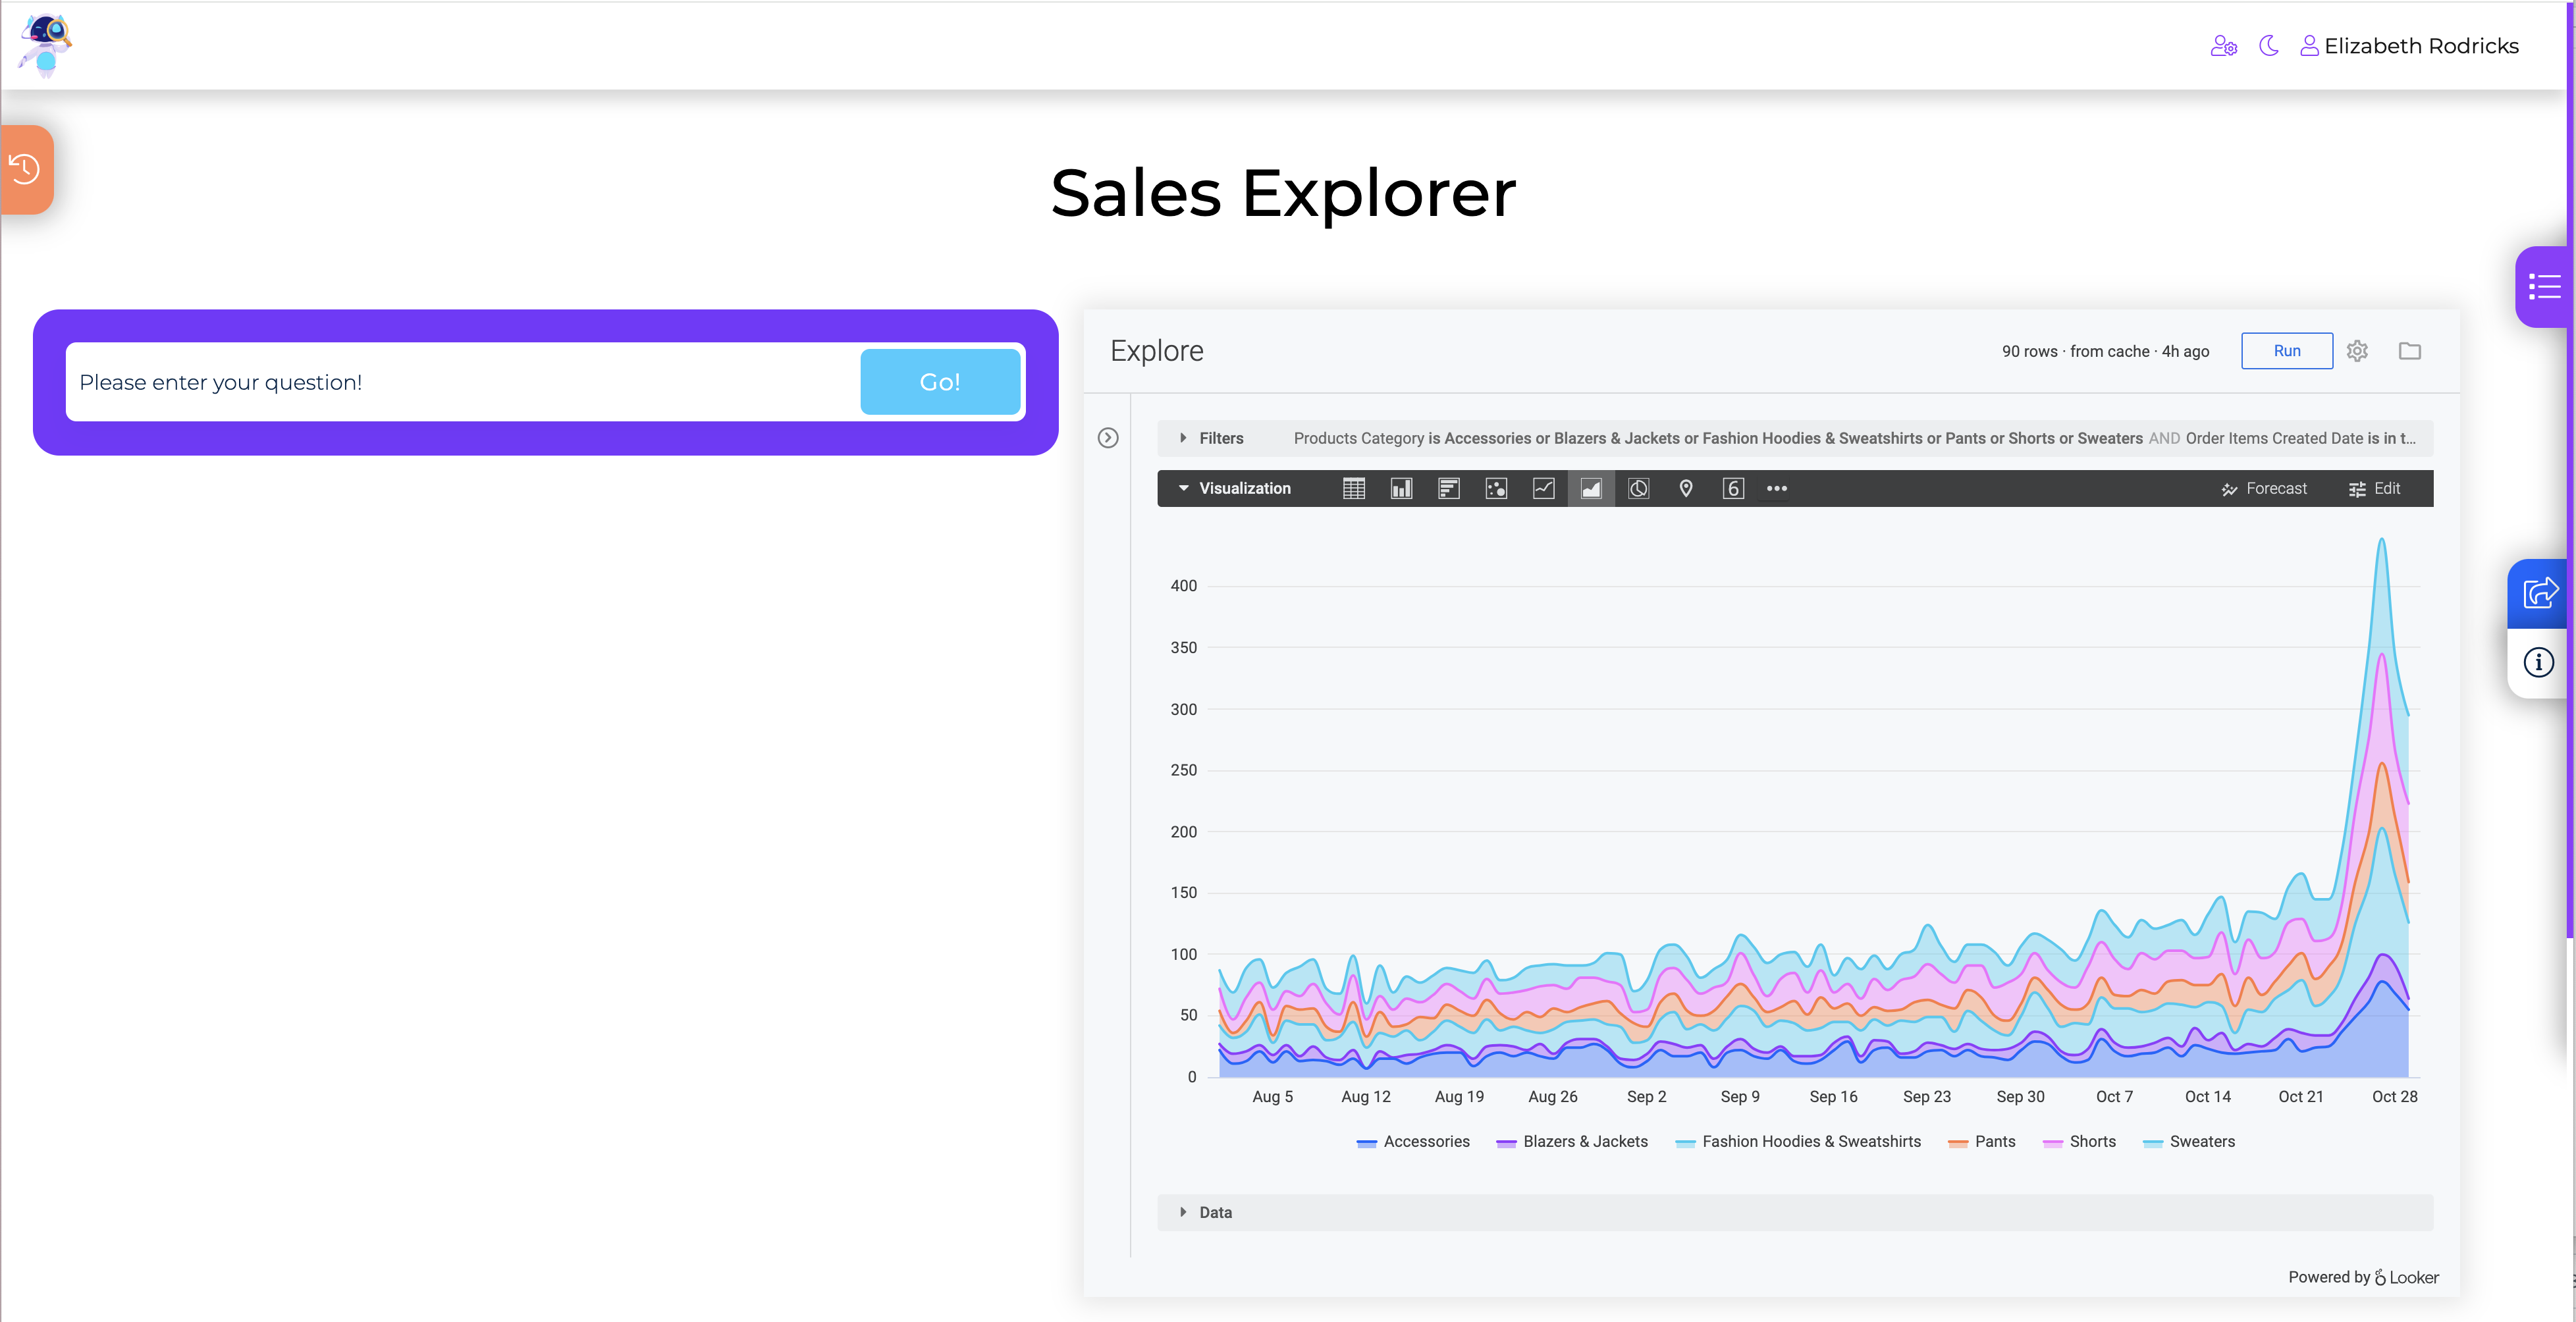 Elizabeth Rodricks
Sales Explorer
Please enter your question!
Go!
Explore
90 rows · from cache · 4h ago
Run
Filters
Products Category is Accessories or Blazers & Jackets or Fashion Hoodies & Sweatshirts or Pants or Shorts or Sweaters AND Order Items Created Date is in t...
Visualization
6
Forecast
Edit
400
350
300
250
200
150
100
50
0
Aug 5 Aug 12 Aug 19 Aug 26 Sep 2 Sep 9 Sep 16 Sep 23 Sep 30 Oct 7 Oct 14 Oct 21 Oct 28
Accessories Blazers & Jackets Fashion Hoodies & Sweatshirts Pants Shorts Sweaters
Data
Powered by Looker